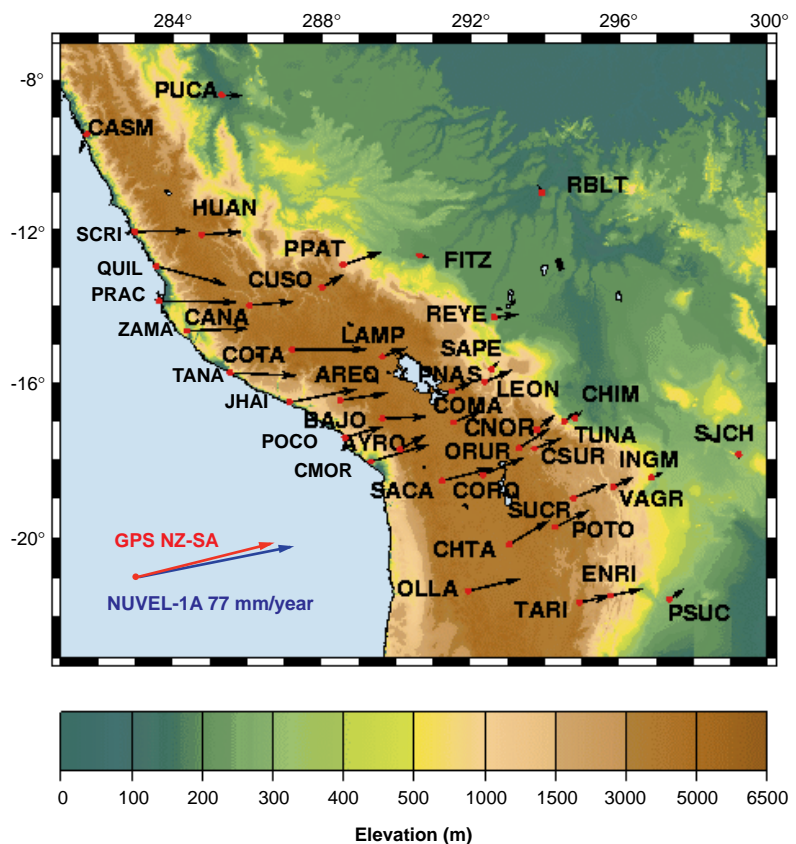 284° 288° 292° 296° 300°
-8°
PUCA
CASM
RBLT
HUAN
-12°
SCRI
PPAT
FITZ
QUIL
CUSO
PRAC
CANA
REYE
ZAMA
LAMP
SAPE
COTA
TANA
AREQ
PNAS
LEON
-16°
CHIM
JHAI
COMA
BAJO
CNOR
TUNA
SJCH
POCO
AYRO
ORUR
CSUR
INGM
CMOR
SACA
CORQ
VAGR
SUCR
POTO
-20°
GPS NZ-SA
CHTA
ENRI
OLLA
NUVEL-1A 77 mm/year
TARI
PSUC
0 100 200 300 400 500 1000 1500 3000 5000 6500
Elevation (m)